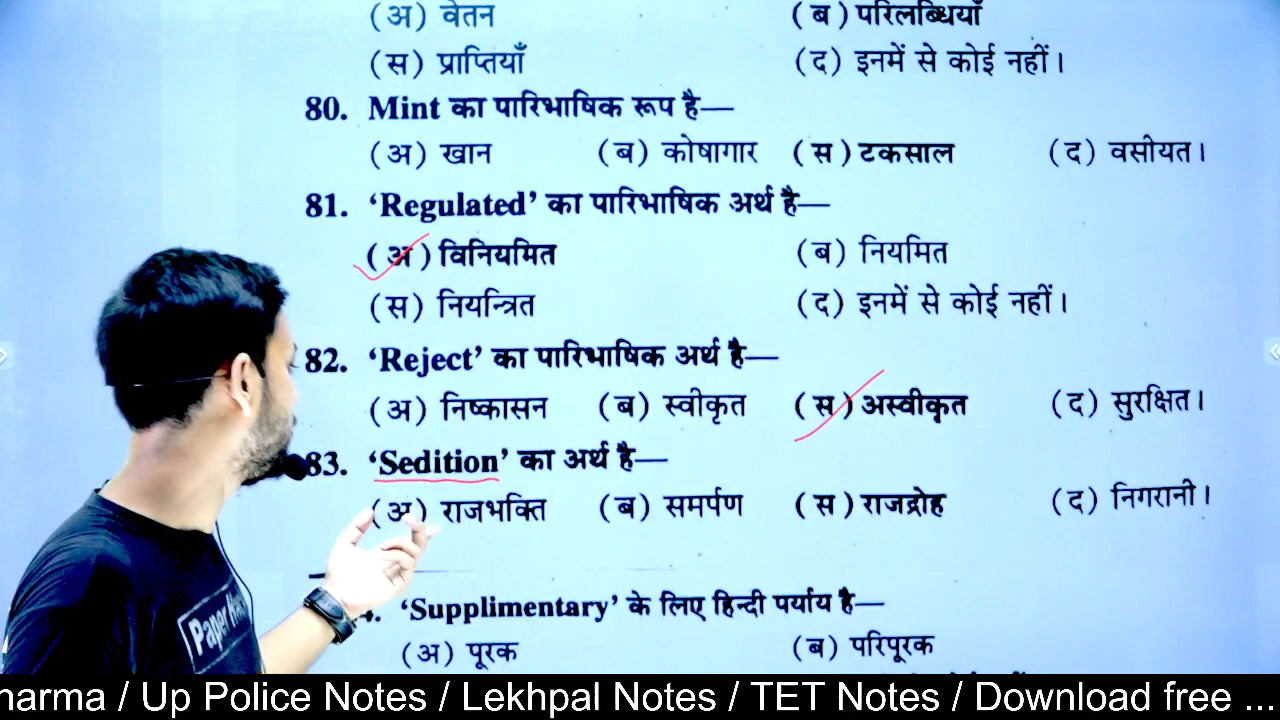 (अ) वेतन (ब) परिलब्धियाँ
(स) प्राप्तियाँ (द) इनमें से कोई नहीं।
80. Mint का पारिभाषिक रूप है—
(अ) खान (ब) कोषागार (स) टकसाल (द) वसीयत।
81. ‘Regulated’ का पारिभाषिक अर्थ है—
(अ) विनियमित (ब) नियमित
(स) नियन्त्रित (द) इनमें से कोई नहीं।
82. ‘Reject’ का पारिभाषिक अर्थ है—
(अ) निष्कासन (ब) स्वीकृत (स) अस्वीकृत (द) सुरक्षित।
83. ‘Sedition’ का अर्थ है—
(अ) राजभक्ति (ब) समर्पण (स) राजद्रोह (द) निगरानी।
‘Supplimentary’ के लिए हिन्दी पर्याय है—
(अ) पूरक (ब) परिपूरक
Paper
harma / Up Police Notes / Lekhpal Notes / TET Notes / Download free ...